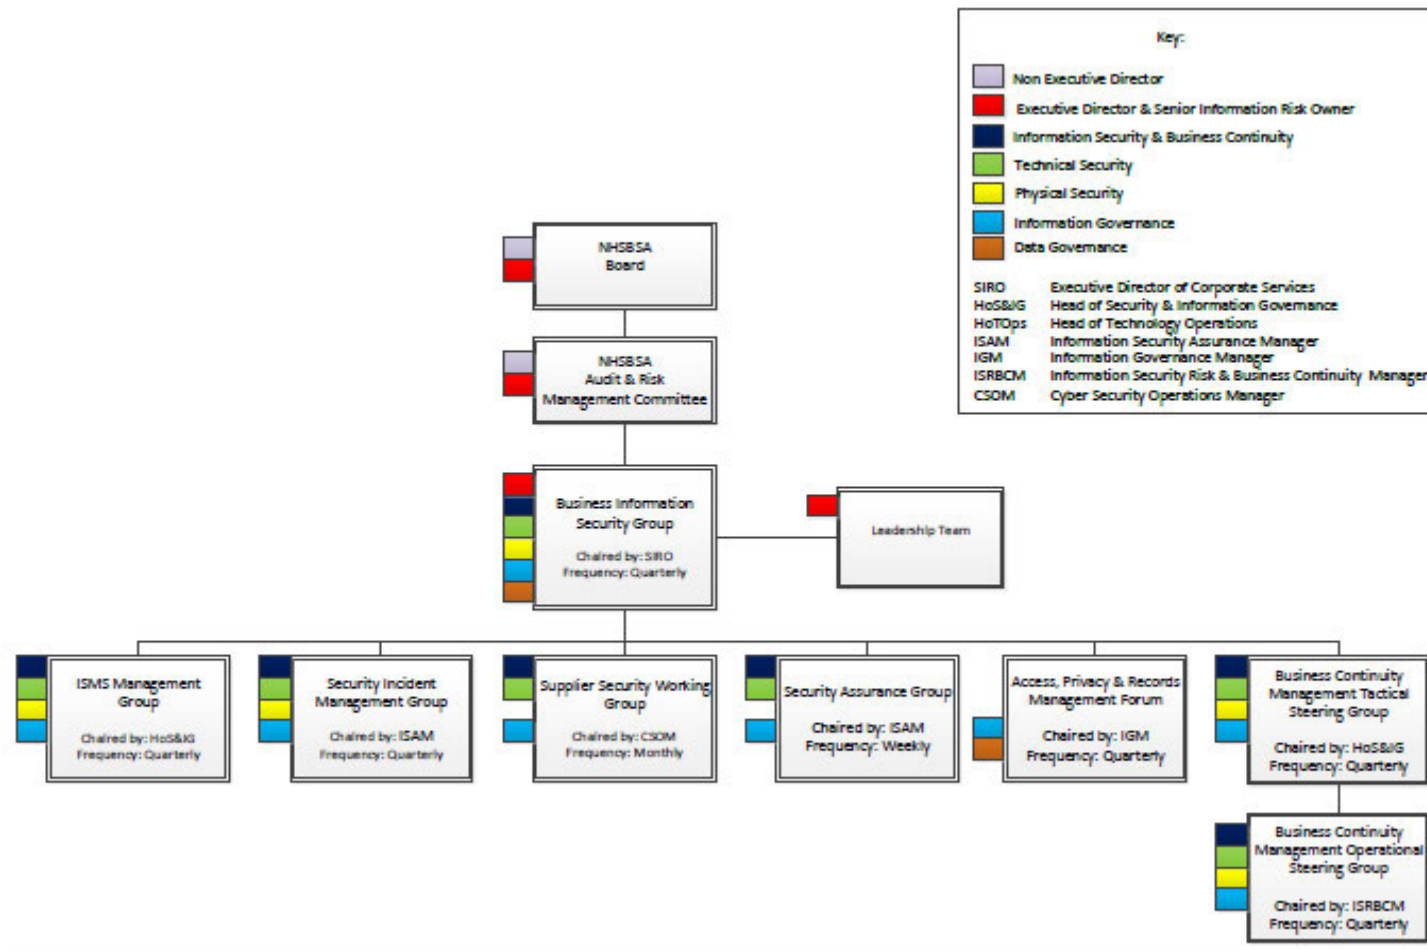 Key:
Non Executive Director
Executive Director & Senior Information Risk Owner
Information Security & Business Continuity
Technical Security
Physical Security
Information Governance
Data Governance
SIRO Executive Director of Corporate Services
HoS&IG Head of Security & Information Governance
HoTOps Head of Technology Operations
ISAM Information Security Assurance Manager
IGM Information Governance Manager
ISRBCM Information Security Risk & Business Continuity Manager
CSOM Cyber Security Operations Manager
NHSBSA
Board
NHSBSA
Audit & Risk
Management Committee
Business Information
Security Group
Chaired by: SIRO
Frequency: Quarterly
Leadership Team
ISMS Management
Group
Chaired by: HoS&IG
Frequency: Quarterly
Security Incident
Management Group
Chaired by: ISAM
Frequency: Quarterly
Supplier Security Working
Group
Chaired by: CSOM
Frequency: Monthly
Security Assurance Group
Chaired by: ISAM
Frequency: Weekly
Access, Privacy & Records
Management Forum
Chaired by: IGM
Frequency: Quarterly
Business Continuity
Management Tactical
Steering Group
Chaired by: HoS&IG
Frequency: Quarterly
Business Continuity
Management Operational
Steering Group
Chaired by: ISRBCM
Frequency: Quarterly